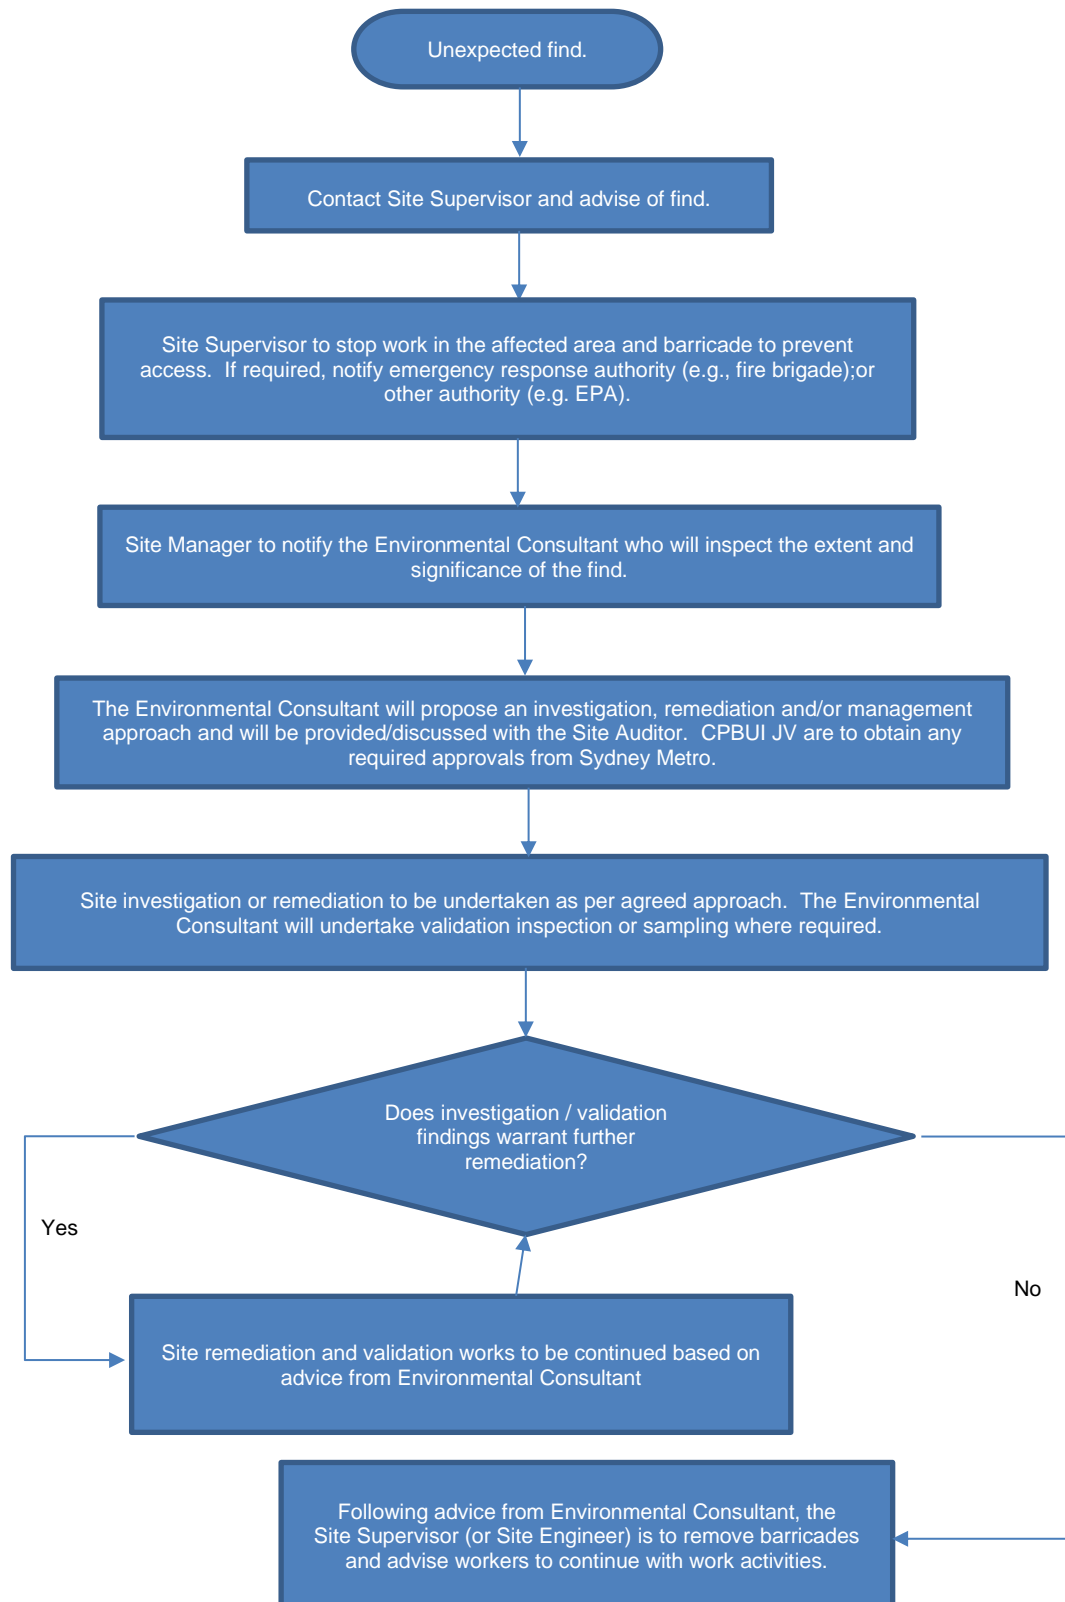 Unexpected find.
Contact Site Supervisor and advise of find.
Site Supervisor to stop work in the affected area and barricade to prevent
access.  If required, notify emergency response authority (e.g., fire brigade);or
other authority (e.g. EPA).
Site Manager to notify the Environmental Consultant who will inspect the extent and
significance of the find.
The Environmental Consultant will propose an investigation, remediation and/or management
approach and will be provided/discussed with the Site Auditor.  CPBUI JV are to obtain any
required approvals from Sydney Metro.
Site investigation or remediation to be undertaken as per agreed approach.  The Environmental
Consultant will undertake validation inspection or sampling where required.
Does investigation / validation
findings warrant further
remediation?
Yes
No
Site remediation and validation works to be continued based on
advice from Environmental Consultant
Following advice from Environmental Consultant, the
Site Supervisor (or Site Engineer) is to remove barricades
and advise workers to continue with work activities.